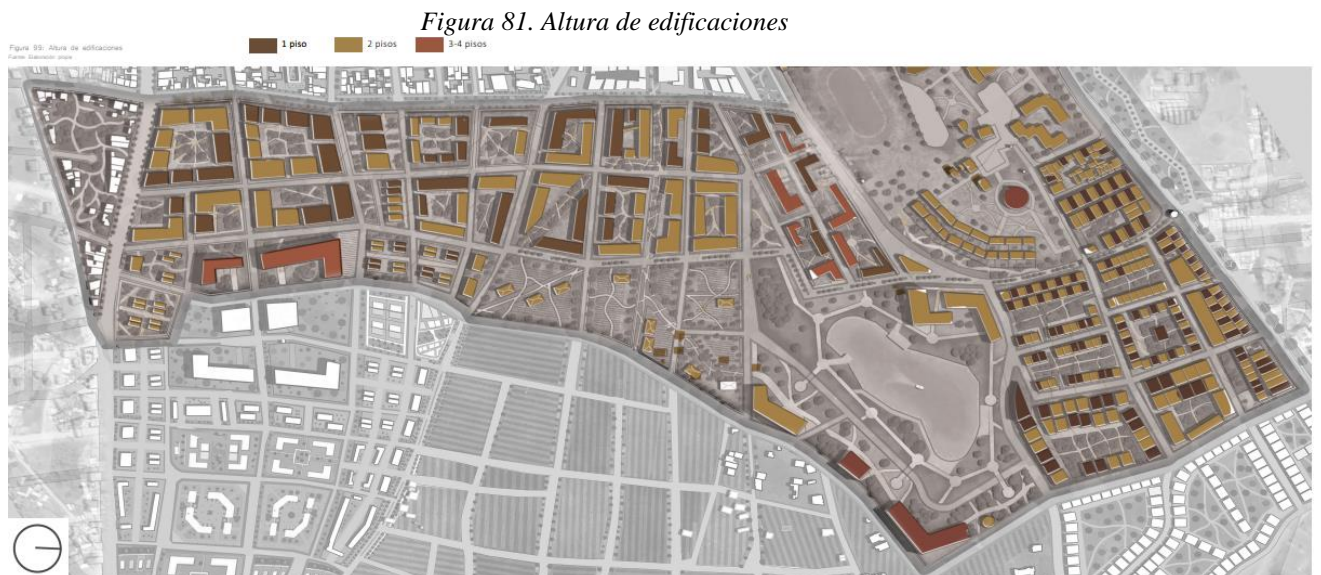 Figura 81. Altura de edificaciones
1 piso
2 pisos
3-4 pisos
Figura 99: Altura de edificaciones
Fuente: Elaboración propia .